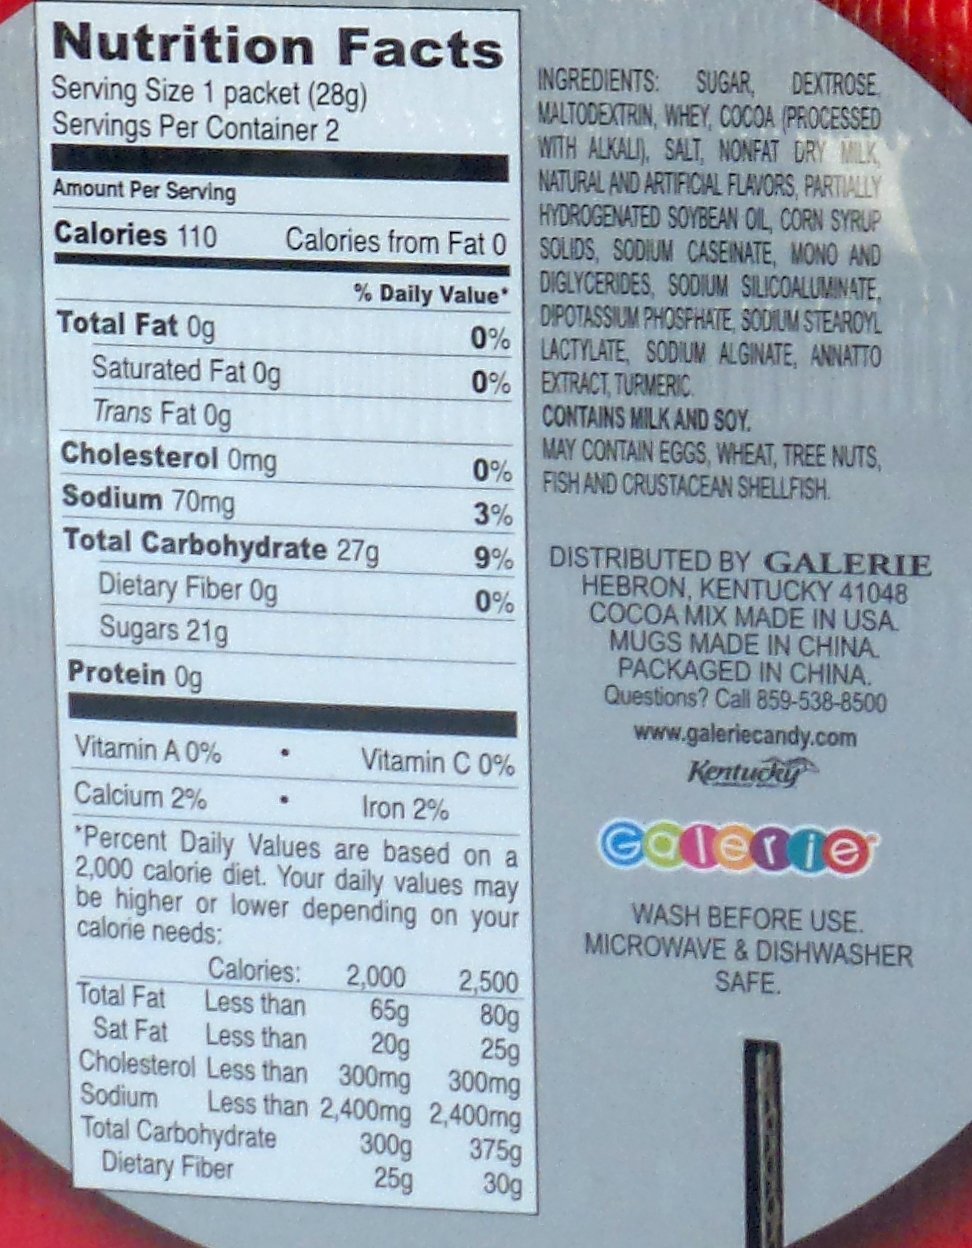 Nutrition Facts
Serving Size 1 packet (28g)
Servings Per Container 2
Amount Per Serving
Calories 110 Calories from Fat 0
% Daily Value*
Total Fat 0g 0%
Saturated Fat 0g 0%
Trans Fat 0g
Cholesterol 0mg 0%
Sodium 70mg 3%
Total Carbohydrate 27g 9%
Dietary Fiber 0g 0%
Sugars 21g
Protein 0g
Vitamin A 0% • Vitamin C 0%
Calcium 2% • Iron 2%
*Percent Daily Values are based on a
2,000 calorie diet. Your daily values may
be higher or lower depending on your
calorie needs:
Calories: 2,000 2,500
Total Fat Less than 65g 80g
Sat Fat Less than 20g 25g
Cholesterol Less than 300mg 300mg
Sodium Less than 2,400mg 2,400mg
Total Carbohydrate 300g 375g
Dietary Fiber 25g 30g
INGREDIENTS: SUGAR, DEXTROSE,
MALTODEXTRIN, WHEY, COCOA (PROCESSED
WITH ALKALI), SALT, NONFAT DRY MILK,
NATURAL AND ARTIFICIAL FLAVORS, PARTIALLY
HYDROGENATED SOYBEAN OIL, CORN SYRUP
SOLIDS, SODIUM CASEINATE, MONO AND
DIGLYCERIDES, SODIUM SILICOALUMINATE,
DIPOTASSIUM PHOSPHATE, SODIUM STEAROYL
LACTYLATE, SODIUM ALGINATE, ANNATTO
EXTRACT, TURMERIC.
CONTAINS MILK AND SOY.
MAY CONTAIN EGGS, WHEAT, TREE NUTS,
FISH AND CRUSTACEAN SHELLFISH.
DISTRIBUTED BY GALERIE
HEBRON, KENTUCKY 41048
COCOA MIX MADE IN USA.
MUGS MADE IN CHINA.
PACKAGED IN CHINA.
Questions? Call 859-538-8500
www.galeriecandy.com
Kentucky
Galerie
WASH BEFORE USE.
MICROWAVE & DISHWASHER
SAFE.